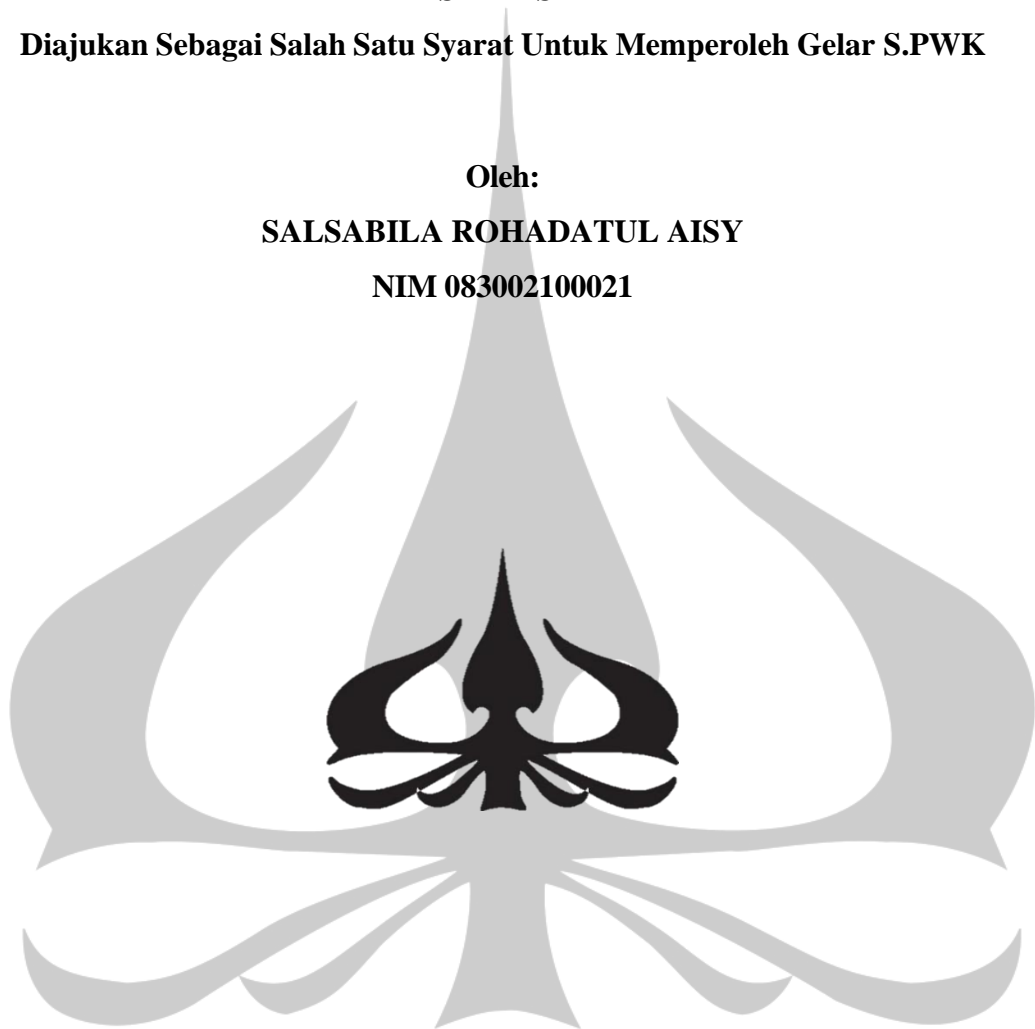 Diajukan Sebagai Salah Satu Syarat Untuk Memperoleh Gelar S.PWK
Oleh:
SALSABILA ROHADATUL AISY
NIM 083002100021